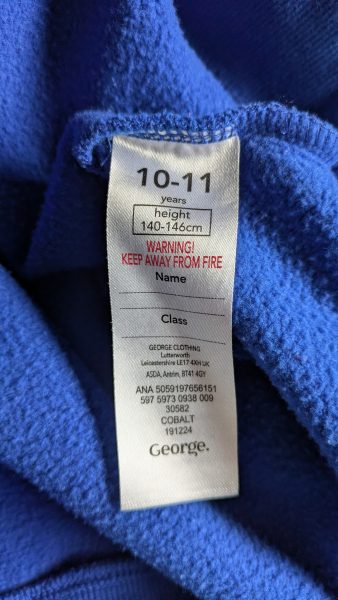 10-11
years
height
140-146cm
WARNING!
KEEP AWAY FROM FIRE
Name
Class
GEORGE CLOTHING
Lutterworth
Leicestershire LE17 4XH UK
ASDA, Antrim, BT41 4GY
ANA 5059197656151
597 5973 0938 009
30582
COBALT
191224
George.